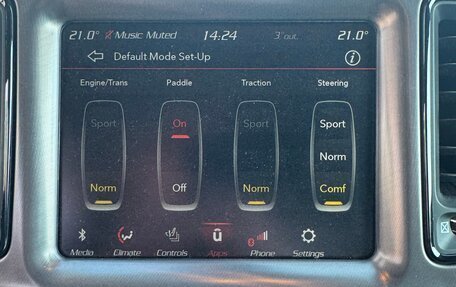 21.0° Music Muted 14:24 3°out. 21.0°
Default Mode Set-Up
Engine/Trans Paddle Traction Steering
Sport On Sport Sport
Norm
Norm Off Norm Comf
Media Climate Controls Apps Phone Settings